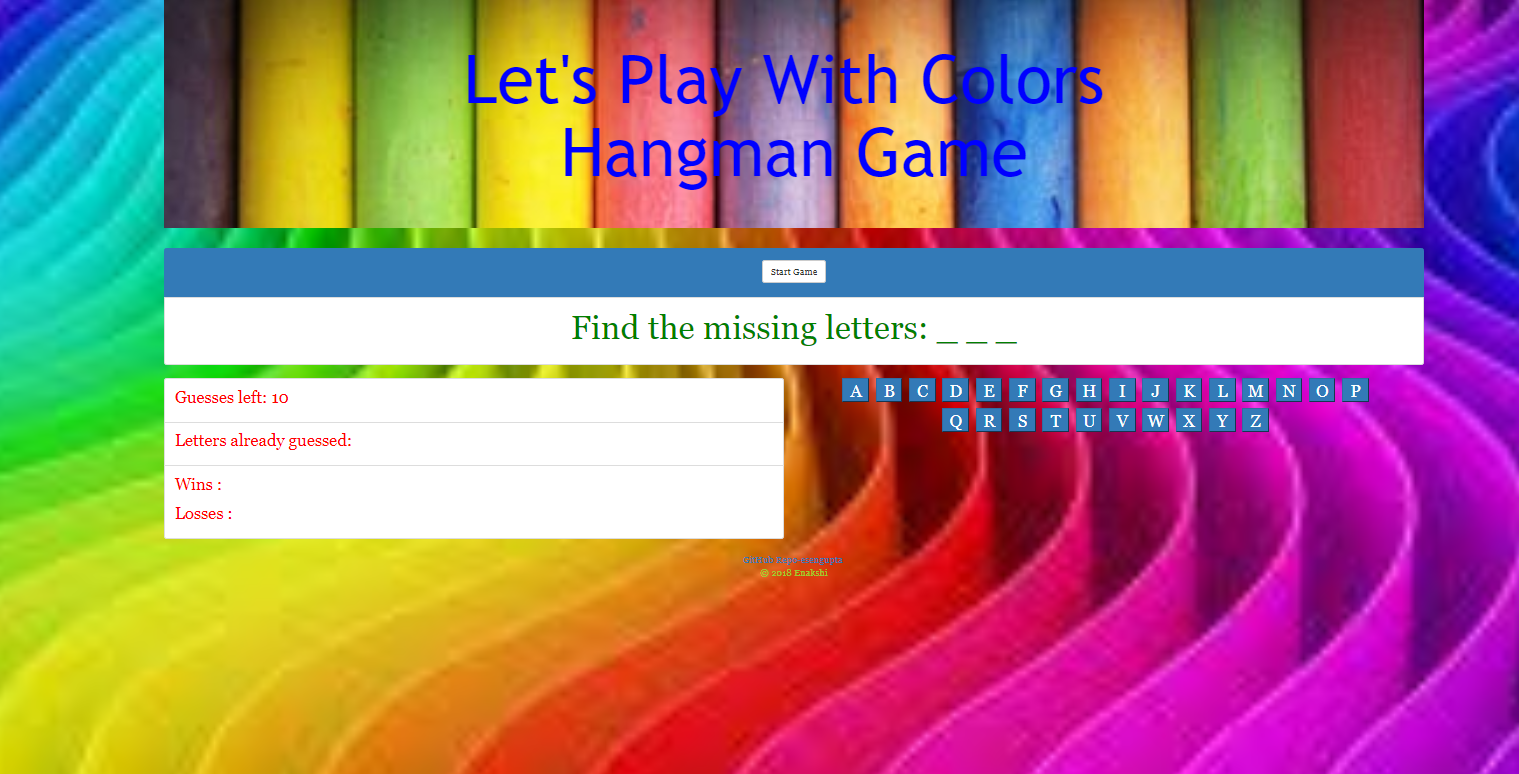 Let's Play With Colors
Hangman Game
Start Game
Find the missing letters: _ _ _
Guesses left: 10
Letters already guessed:
Wins :
Losses :
A B C D E F G H I J K L M N O P
Q R S T U V W X Y Z
GitHub
© 2018 Enakshi